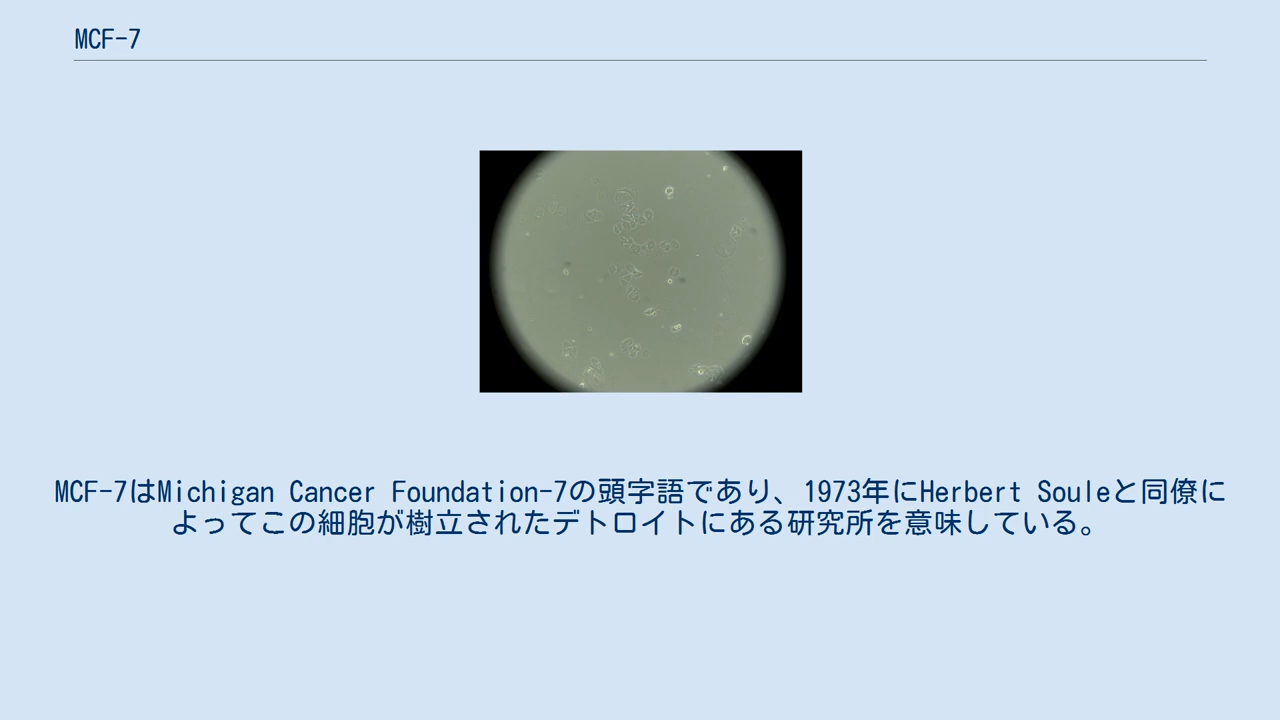 MCF-7
MCF-7はMichigan Cancer Foundation-7の頭字語であり、1973年にHerbert Souleと同僚に
よってこの細胞が樹立されたデトロイトにある研究所を意味している。